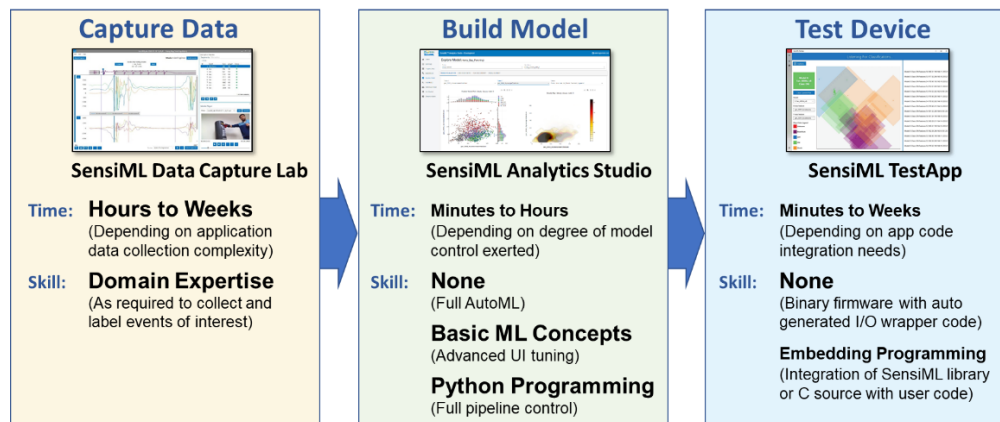 Capture Data
SensiML Data Capture Lab
Time: Hours to Weeks
(Depending on application
data collection complexity)
Skill: Domain Expertise
(As required to collect and
label events of interest)
Build Model
SensiML Analytics Studio
Time: Minutes to Hours
(Depending on degree of model
control exerted)
Skill: None
(Full AutoML)
Basic ML Concepts
(Advanced UI tuning)
Python Programming
(Full pipeline control)
Test Device
SensiML TestApp
Time: Minutes to Weeks
(Depending on app code
integration needs)
Skill: None
(Binary firmware with auto
generated I/O wrapper code)
Embedding Programming
(Integration of SensiML library
or C source with user code)